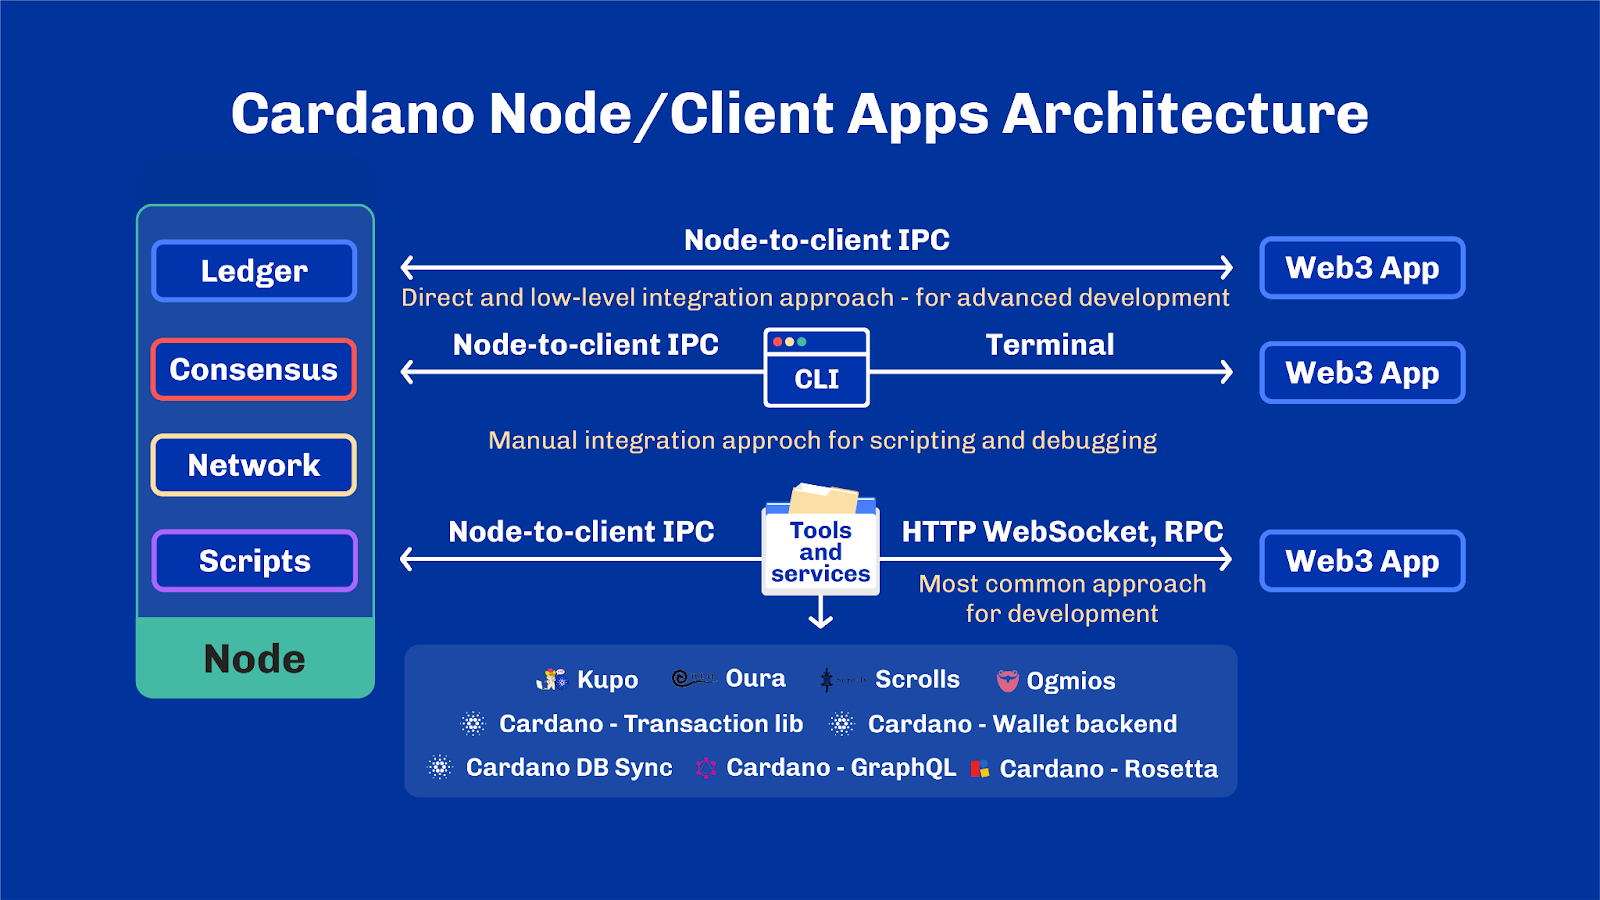 Cardano Node/Client Apps Architecture
Ledger
Consensus
Network
Scripts
Node
Node-to-client IPC
Direct and low-level integration approach - for advanced development
Web3 App
Node-to-client IPC
CLI
Terminal
Web3 App
Manual integration approch for scripting and debugging
Node-to-client IPC
Tools
and
services
HTTP WebSocket, RPC
Most common approach
for development
Web3 App
Kupo Oura Scrolls Ogmios
Cardano - Transaction lib Cardano - Wallet backend
Cardano DB Sync Cardano - GraphQL Cardano - Rosetta